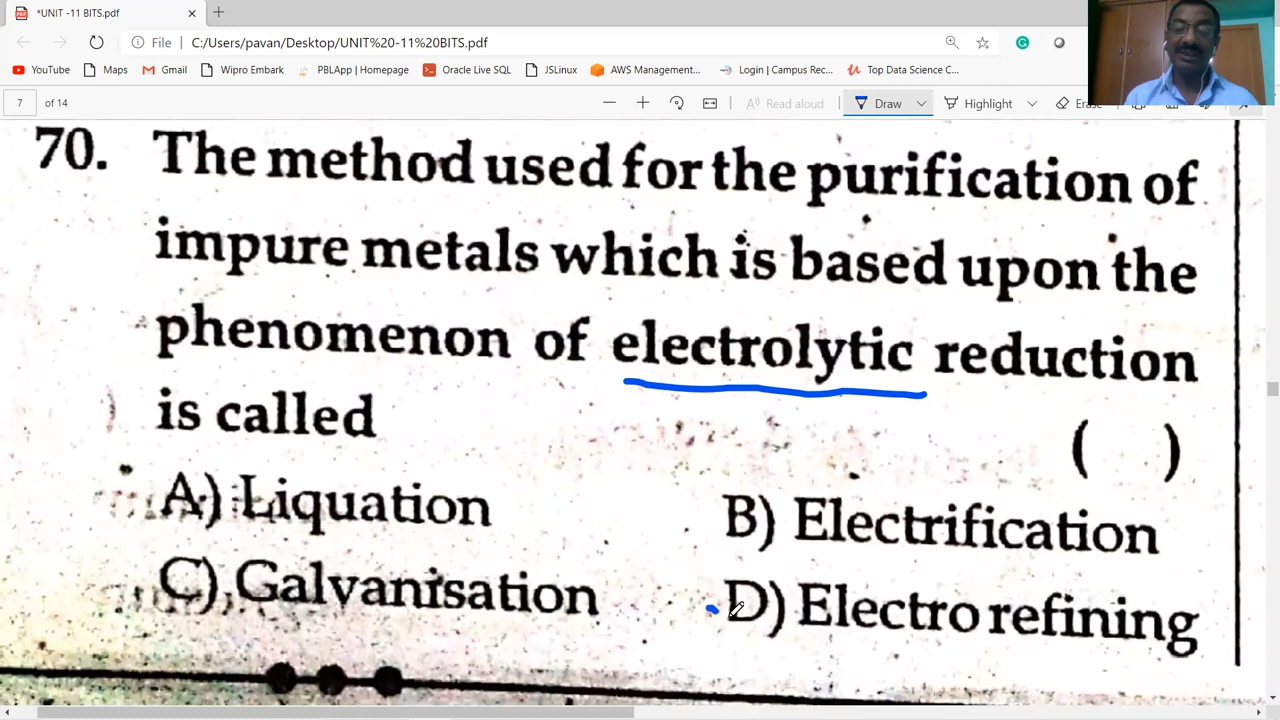 *UNIT -11 BITS.pdf
File C:/Users/pavan/Desktop/UNIT%20-11%20BITS.pdf
YouTube Maps Gmail Wipro Embark PBLApp | Homepage Oracle Live SQL JSLinux AWS Management... Login | Campus Rec... Top Data Science C...
7 of 14 Read aloud Draw Highlight Erase
70. The method used for the purification of
impure metals which is based upon the
phenomenon of electrolytic reduction
is called ( )
A) Liquation B) Electrification
C) Galvanisation D) Electro refining